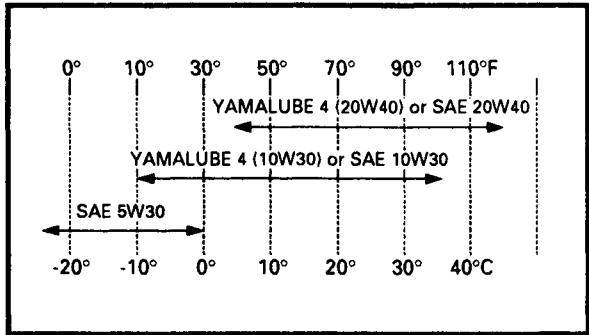 0° 10° 30° 50° 70° 90° 110°F
YAMALUBE 4 (20W40) or SAE 20W40
YAMALUBE 4 (10W30) or SAE 10W30
SAE 5W30
-20° -10° 0° 10° 20° 30° 40°C